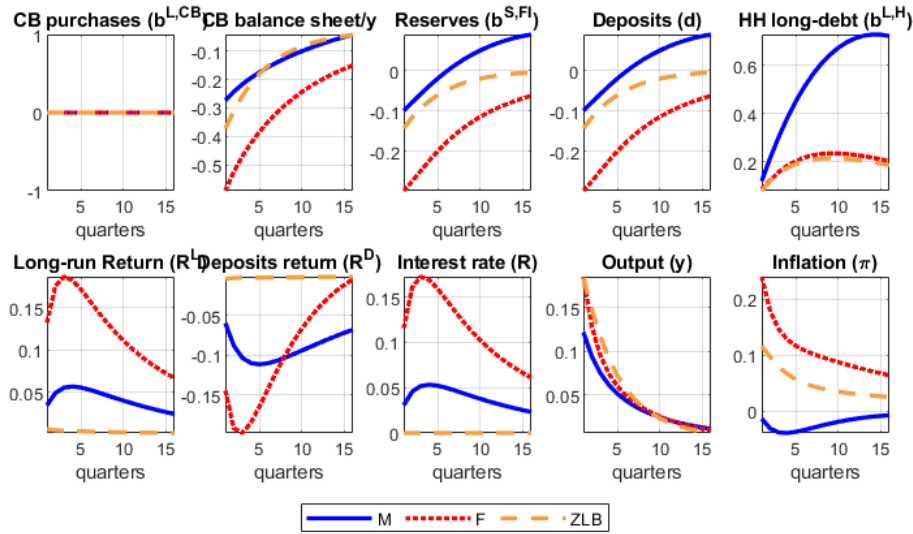 CB purchases (b^{L,CB}) CB balance sheet/y Reserves (b^{S,FI}) Deposits (d) HH long-debt (b^{L,H})
1 0 -1
-0.1 -0.2 -0.3 -0.4 -0.5
0 -0.1 -0.2
0 -0.1 -0.2
0.6 0.4 0.2
5 10 15 5 10 15 5 10 15 5 10 15 5 10 15
quarters quarters quarters quarters quarters
Long-run Return (R^L) Deposits return (R^D) Interest rate (R) Output (y) Inflation (π)
0.15 0.1 0.05
-0.05 -0.1 -0.15
0.15 0.1 0.05 0
0.15 0.1 0.05
0.2 0.1 0
5 10 15 5 10 15 5 10 15 5 10 15 5 10 15
quarters quarters quarters quarters quarters
M F ZLB